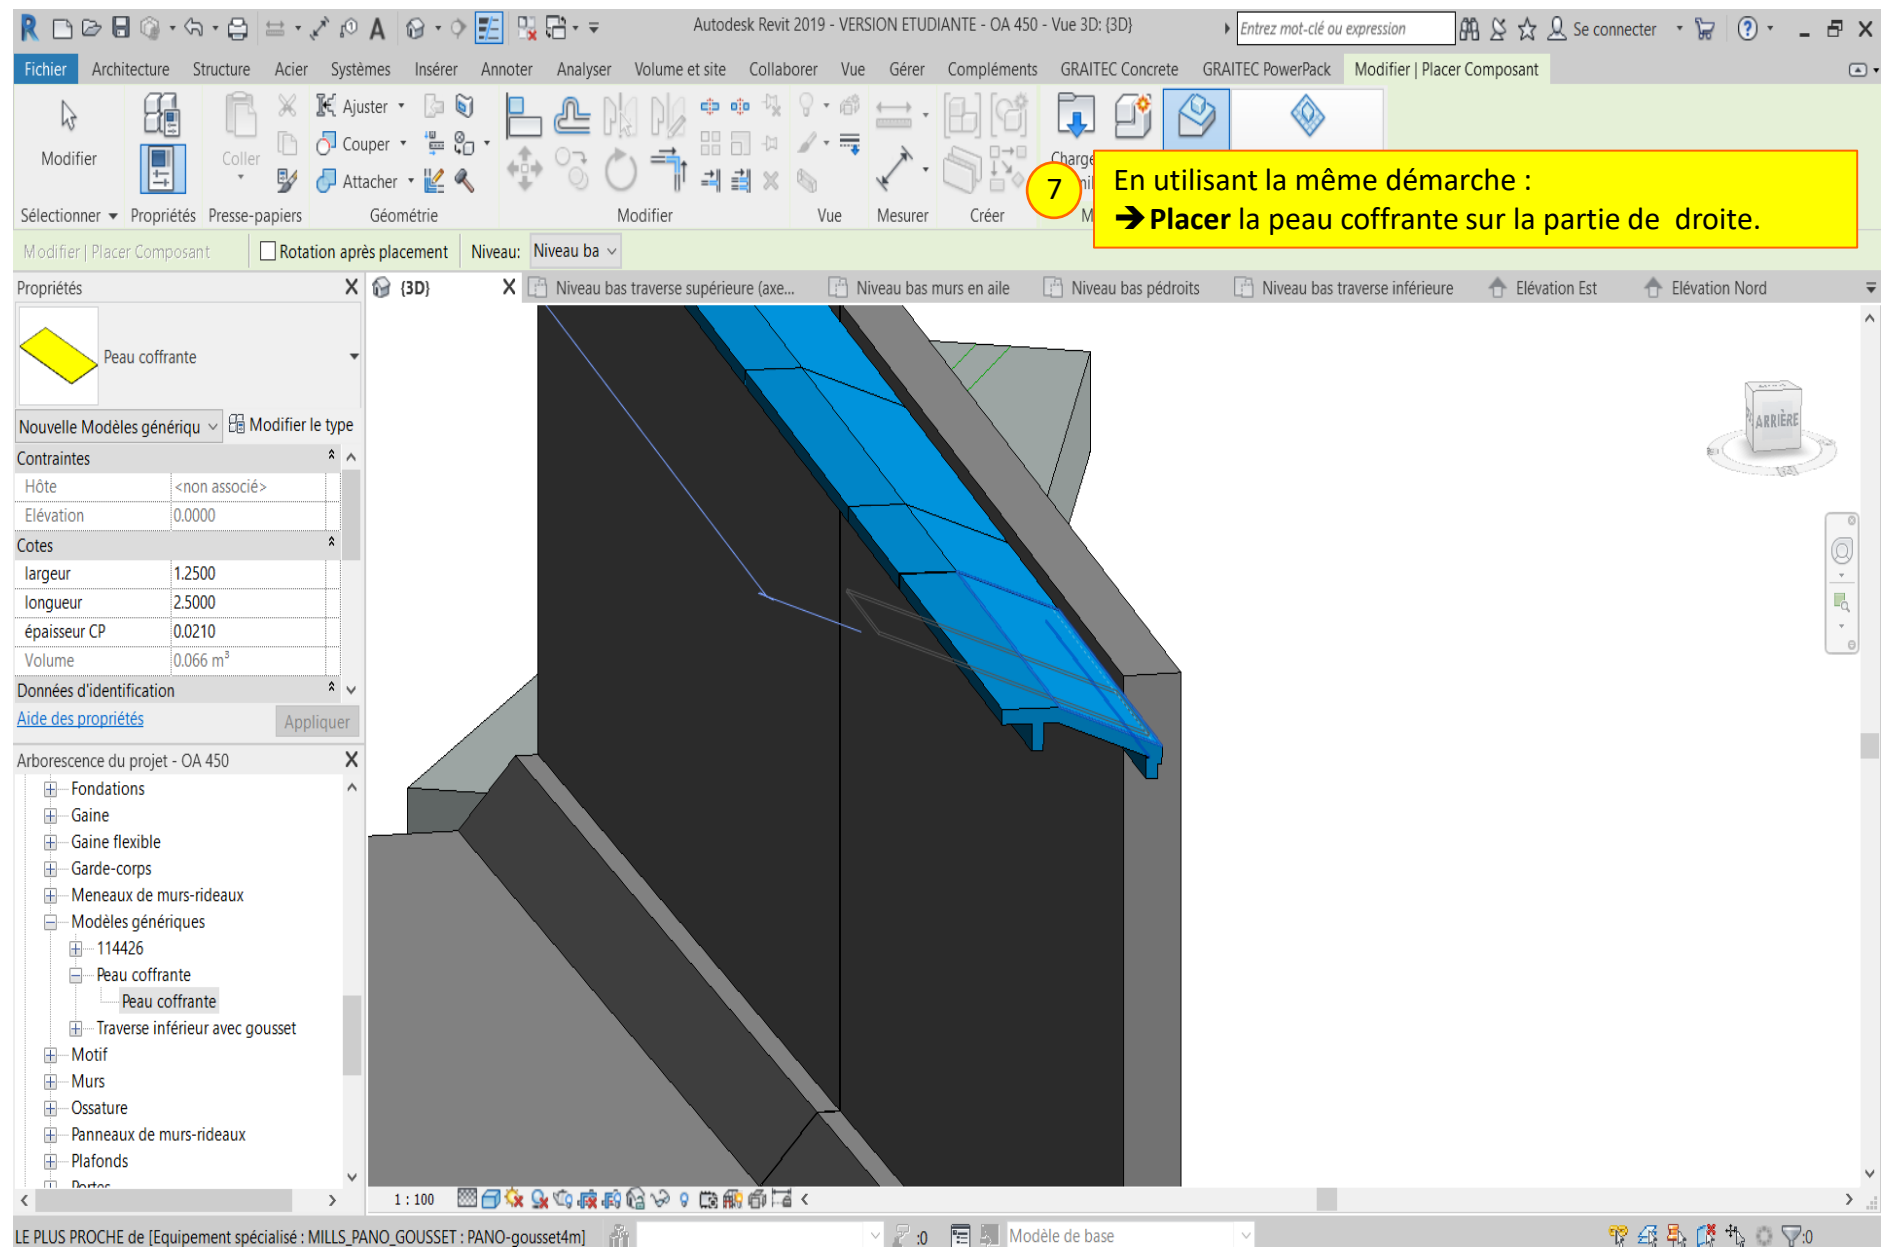 Autodesk Revit 2019 - VERSION ETUDIANTE - OA 450 - Vue 3D: {3D}
Entrez mot-clé ou expression
Se connecter
Fichier Architecture Structure Acier Systèmes Insérer Annoter Analyser Volume et site Collaborer Vue Gérer Compléments GRAITEC Concrete GRAITEC PowerPack Modifier | Placer Composant
Modifier
Coller
Ajuster
Couper
Attacher
Sélectionner Propriétés Presse-papiers Géométrie Modifier Vue Mesurer Créer
7
En utilisant la même démarche :
➔ Placer la peau coffrante sur la partie de droite.
Modifier | Placer Composant Rotation après placement Niveau: Niveau ba
Propriétés X
{3D} X Niveau bas traverse supérieure (axe... Niveau bas murs en aile Niveau bas pédroits Niveau bas traverse inférieure Elévation Est Elévation Nord
Peau coffrante
Nouvelle Modèles génériqu Modifier le type
Contraintes
Hôte <non associé>
Elévation 0.0000
Cotes
largeur 1.2500
longueur 2.5000
épaisseur CP 0.0210
Volume 0.066 m³
Données d'identification
Aide des propriétés Appliquer
ARRIÈRE
Arborescence du projet - OA 450 X
Fondations
Gaine
Gaine flexible
Garde-corps
Meneaux de murs-rideaux
Modèles génériques
114426
Peau coffrante
Peau coffrante
Traverse inférieur avec gousset
Motif
Murs
Ossature
Panneaux de murs-rideaux
Plafonds
Portes
1 : 100
LE PLUS PROCHE de [Equipement spécialisé : MILLS_PANO_GOUSSET : PANO-gousset4m]
:0
Modèle de base
:0